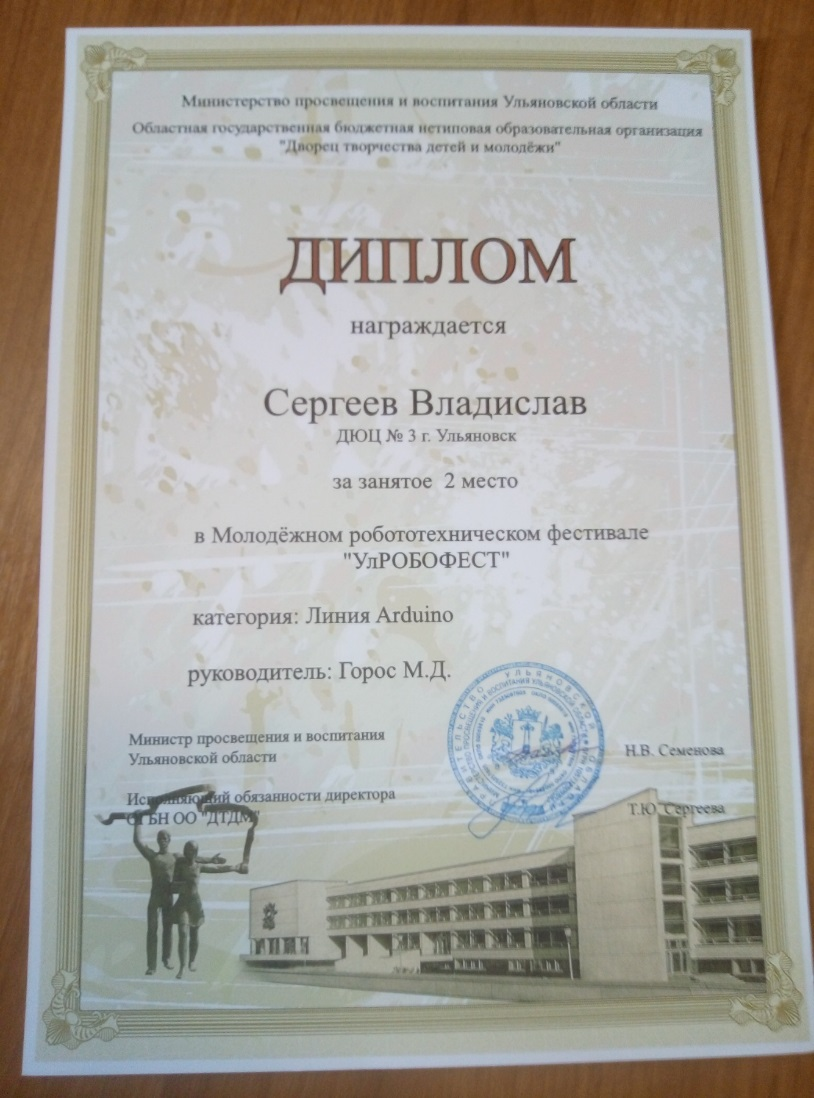 Министерство просвещения и воспитания Ульяновской области
Областная государственная бюджетная нетиповая образовательная организация
"Дворец творчества детей и молодёжи"
ДИПЛОМ
награждается
Сергеев Владислав
ДЮЦ № 3 г. Ульяновск
за занятое 2 место
в Молодёжном робототехническом фестивале
"УлРОБОФЕСТ"
категория: Линия Arduino
руководитель: Горос М.Д.
Министр просвещения и воспитания
Ульяновской области
Н.В. Семенова
Исполняющий обязанности директора
ОГБН ОО "ДТДМ"
Т.Ю. Сергеева